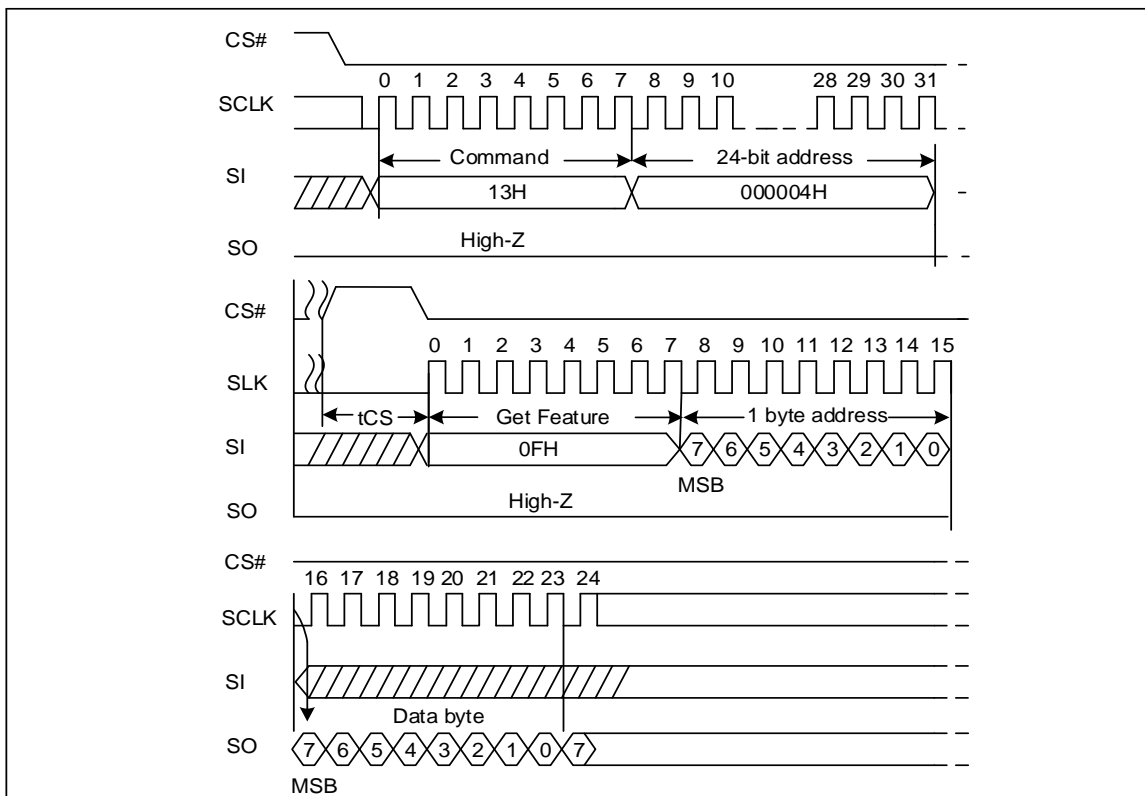 CS#
0 1 2 3 4 5 6 7 8 9 10 28 29 30 31
SCLK
Command 24-bit address
SI
13H 000004H
High-Z
SO
CS#
0 1 2 3 4 5 6 7 8 9 10 11 12 13 14 15
SLK
tCS Get Feature 1 byte address
SI
0FH 7 6 5 4 3 2 1 0
MSB
High-Z
SO
CS#
16 17 18 19 20 21 22 23 24
SCLK
SI
Data byte
SO
7 6 5 4 3 2 1 0 7
MSB